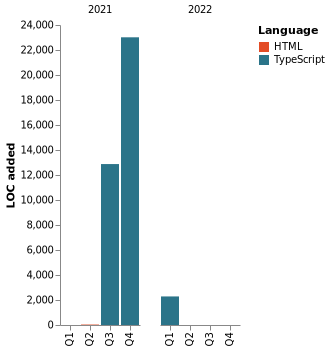 2021 2022
Language
HTML
TypeScript
LOC added
24,000
22,000
20,000
18,000
16,000
14,000
12,000
10,000
8,000
6,000
4,000
2,000
0
Q1 Q2 Q3 Q4 Q1 Q2 Q3 Q4